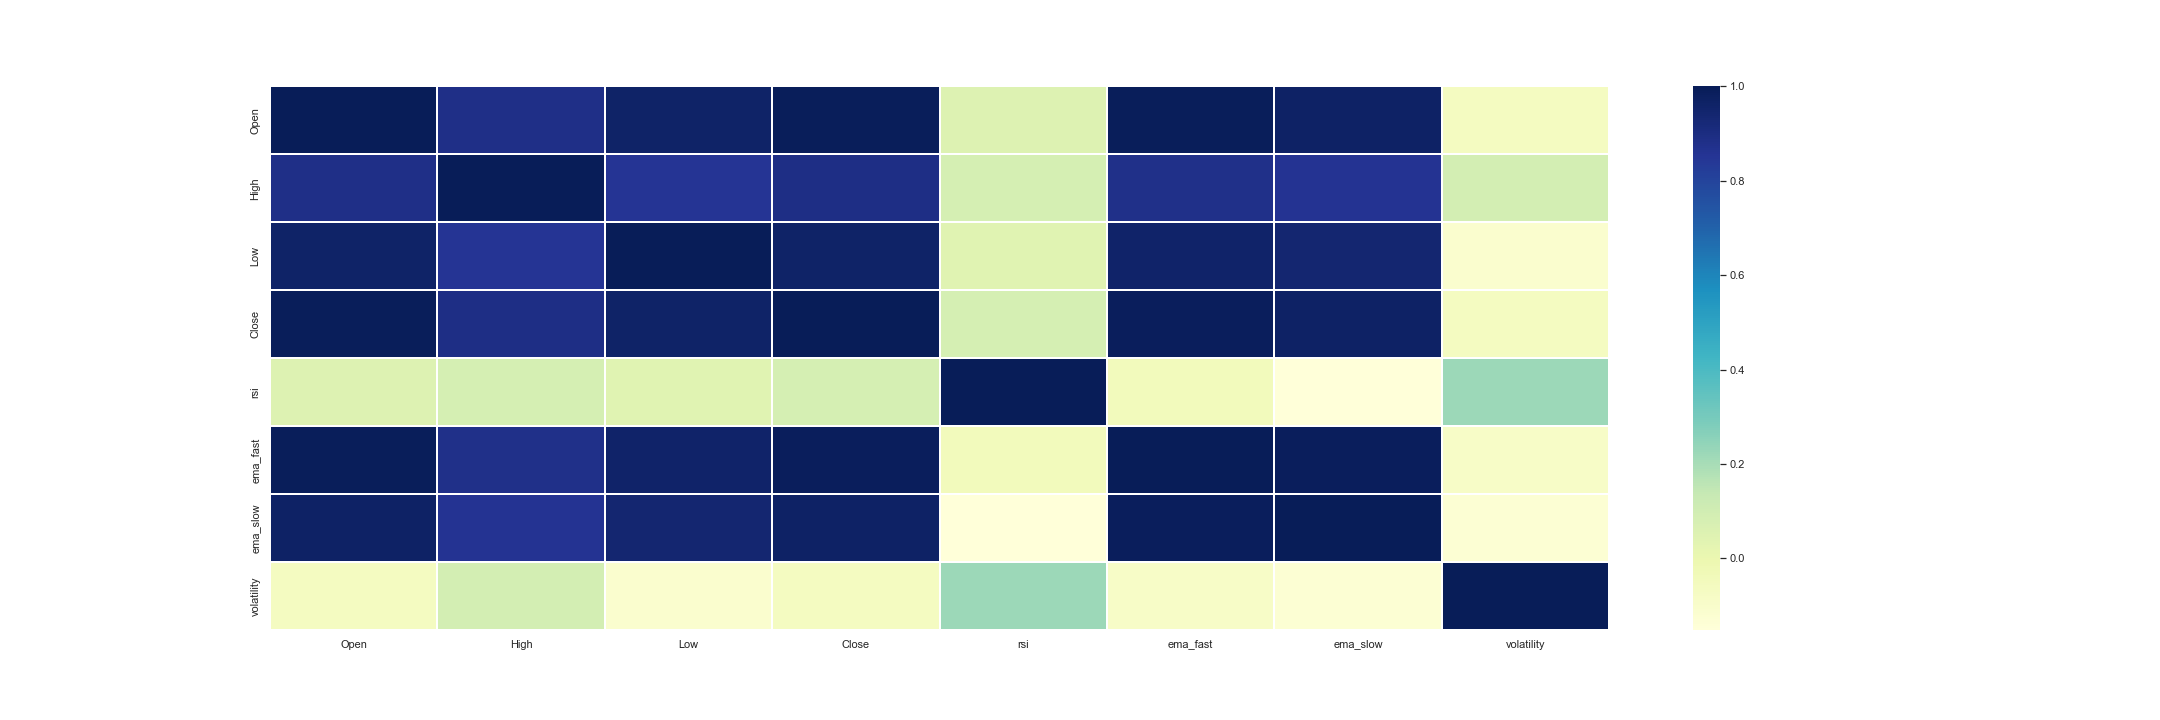 Open
High
Low
Close
rsi
ema_fast
ema_slow
volatility
Open High Low Close rsi ema_fast ema_slow volatility
1.0
0.8
0.6
0.4
0.2
0.0